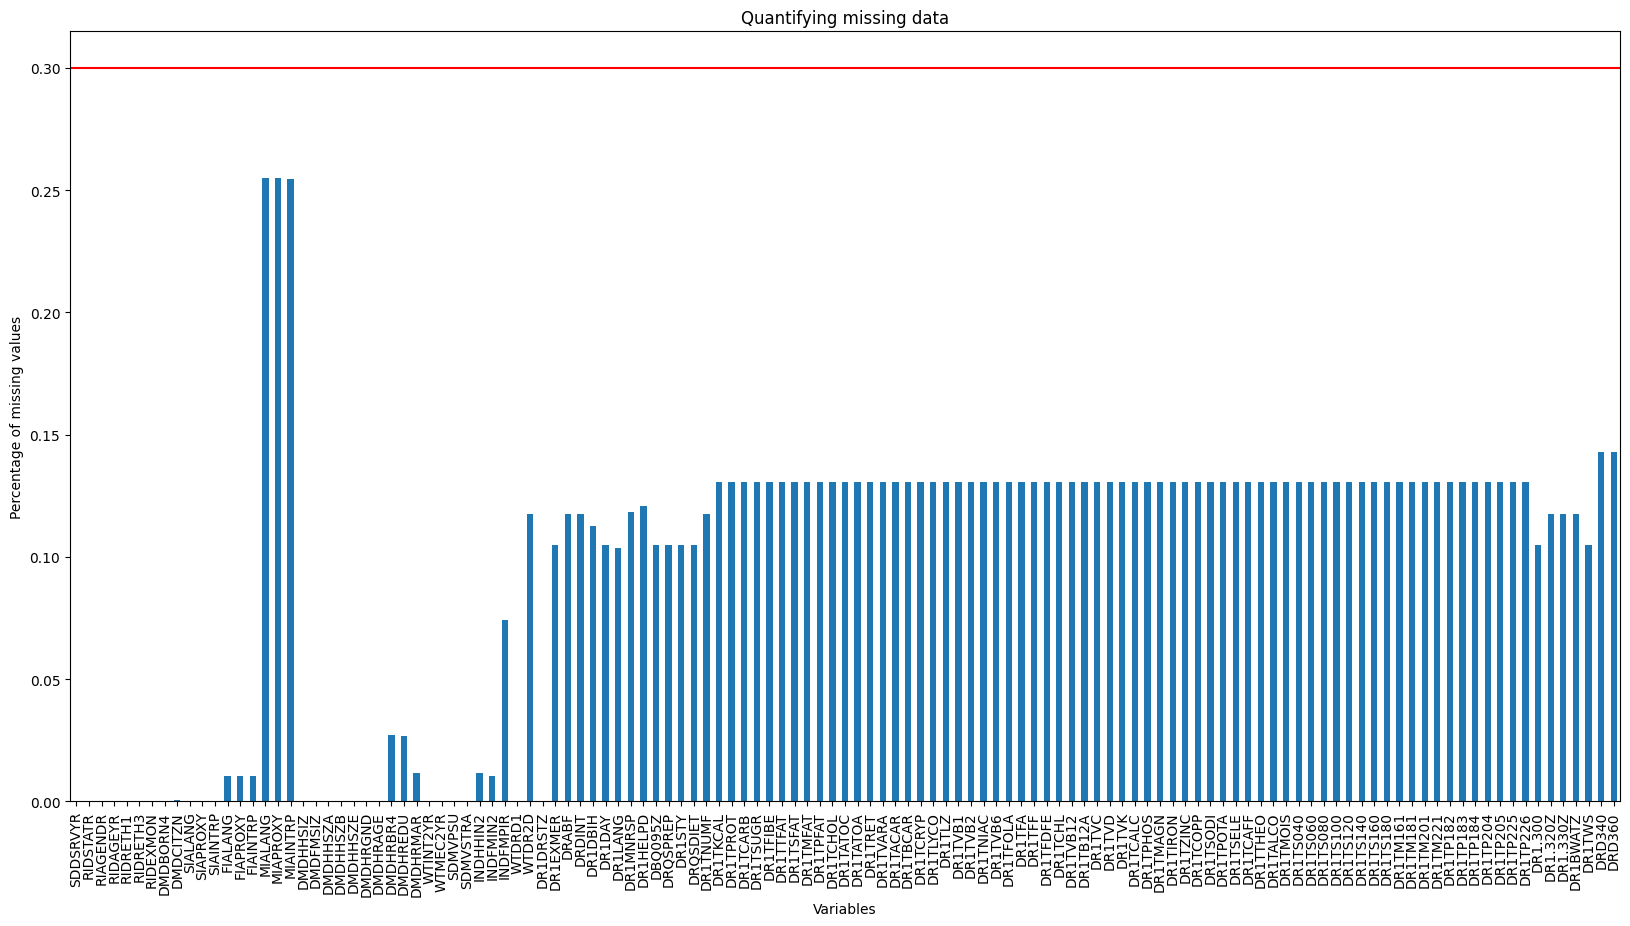 Quantifying missing data
Percentage of missing values
0.30
0.25
0.20
0.15
0.10
0.05
0.00
SDDSRVYR
RIDSTATR
RIAGENDR
RIDAGEYR
RIDRETH1
RIDRETH3
RIDEXMON
DMDBORN4
DMDCITZN
SIALANG
SIAPROXY
SIAINTRP
FIALANG
FIAPROXY
FIAINTRP
MIALANG
MIAPROXY
MIAINTRP
DMDHHSIZ
DMDFMSIZ
DMDHHSZA
DMDHHSZB
DMDHHSZE
DMDHRGND
DMDHRAGE
DMDHRBR4
DMDHREDU
DMDHRMAR
WTINT2YR
WTMEC2YR
SDMVPSU
SDMVSTRA
INDHHIN2
INDFMIN2
INDFMPIR
WTDRD1
WTDR2D
DR1DRSTZ
DR1EXMER
DRABF
DRDINT
DR1DBIH
DR1DAY
DR1LANG
DR1MNRSP
DR1HELPD
DBQ095Z
DRQSPREP
DR1STY
DRQSDIET
DR1TNUMF
DR1TKCAL
DR1TPROT
DR1TCARB
DR1TSUGR
DR1TFIBE
DR1TTFAT
DR1TSFAT
DR1TMFAT
DR1TPFAT
DR1TCHOL
DR1TATOC
DR1TATOA
DR1TRET
DR1TVARA
DR1TACAR
DR1TBCAR
DR1TCRYP
DR1TLYCO
DR1TLZ
DR1TVB1
DR1TVB2
DR1TNIAC
DR1TVB6
DR1TFOLA
DR1TFA
DR1TFF
DR1TFDFE
DR1TCHL
DR1TVB12
DR1TB12A
DR1TVC
DR1TVD
DR1TVK
DR1TCALC
DR1TPHOS
DR1TMAGN
DR1TIRON
DR1TZINC
DR1TCOPP
DR1TSODI
DR1TPOTA
DR1TSELE
DR1TCAFF
DR1TTHEO
DR1TALCO
DR1TMOIS
DR1TS040
DR1TS060
DR1TS080
DR1TS100
DR1TS120
DR1TS140
DR1TS160
DR1TS180
DR1TM161
DR1TM181
DR1TM201
DR1TM221
DR1TP182
DR1TP183
DR1TP184
DR1TP204
DR1TP205
DR1TP225
DR1TP226
DR1.300
DR1.320Z
DR1.330Z
DR1BWATZ
DR1TWS
DRD340
DRD360
Variables